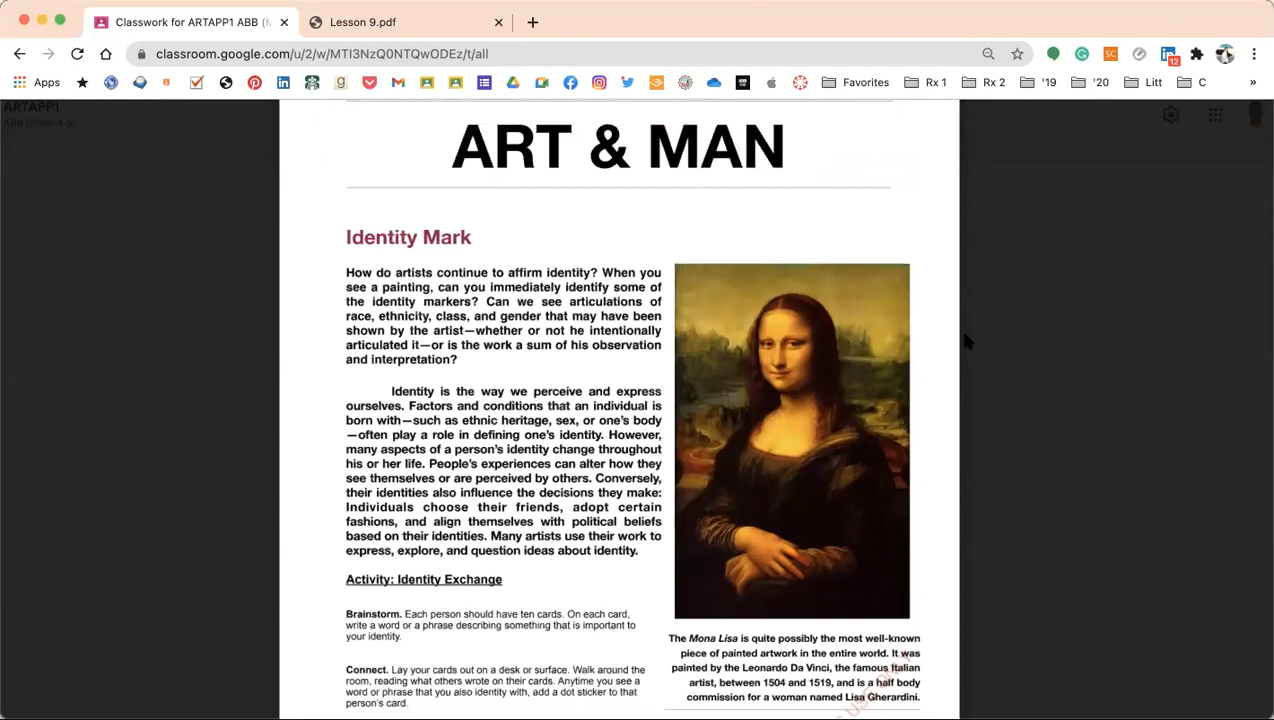 Classwork for ARTAPP1 ABB (
Lesson 9.pdf
classroom.google.com/u/2/w/MTI3NzQ0NTQwODEz/t/all
12
Apps
Favorites
Rx 1
Rx 2
'19
'20
Litt
C
»
ARTAPP1
ART & MAN
Identity Mark
How do artists continue to affirm identity? When you
see a painting, can you immediately identify some of
the identity markers? Can we see articulations of
race, ethnicity, class, and gender that may have been
shown by the artist—whether or not he intentionally
articulated it—or is the work a sum of his observation
and interpretation?
Identity is the way we perceive and express
ourselves. Factors and conditions that an individual is
born with—such as ethnic heritage, sex, or one's body
—often play a role in defining one's identity. However,
many aspects of a person's identity change throughout
his or her life. People's experiences can alter how they
see themselves or are perceived by others. Conversely,
their identities also influence the decisions they make:
Individuals choose their friends, adopt certain
fashions, and align themselves with political beliefs
based on their identities. Many artists use their work to
express, explore, and question ideas about identity.
Activity: Identity Exchange
Brainstorm. Each person should have ten cards. On each card,
write a word or a phrase describing something that is important to
your identity.
Connect. Lay your cards out on a desk or surface. Walk around the
room, reading what others wrote on their cards. Anytime you see a
word or phrase that you also identity with, add a dot sticker to that
person's card.
The Mona Lisa is quite possibly the most well-known
piece of painted artwork in the entire world. It was
painted by the Leonardo Da Vinci, the famous Italian
artist, between 1504 and 1519, and is a half body
commission for a woman named Lisa Gherardini.
USE ONLY